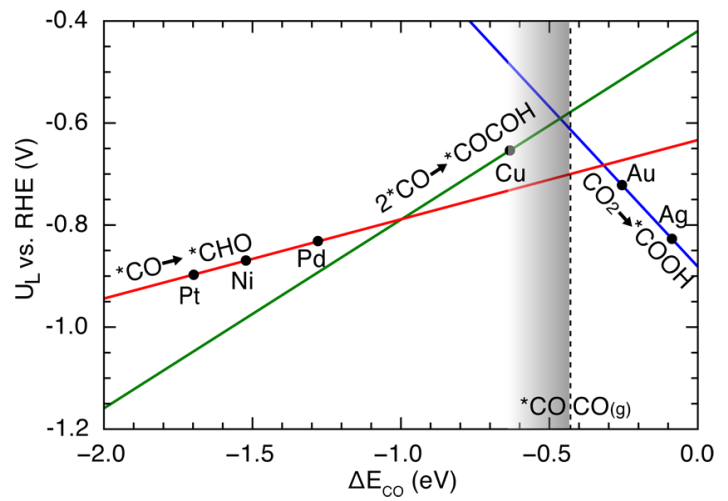 -0.4
-0.6
-0.8
-1.0
-1.2
U_L vs. RHE (V)
2*CO→*COCOH
Cu
Au
Ag
CO₂→*COOH
*CO→*CHO
Pd
Ni
Pt
*CO CO(g)
−2.0 −1.5 −1.0 −0.5 0.0
ΔE_CO (eV)